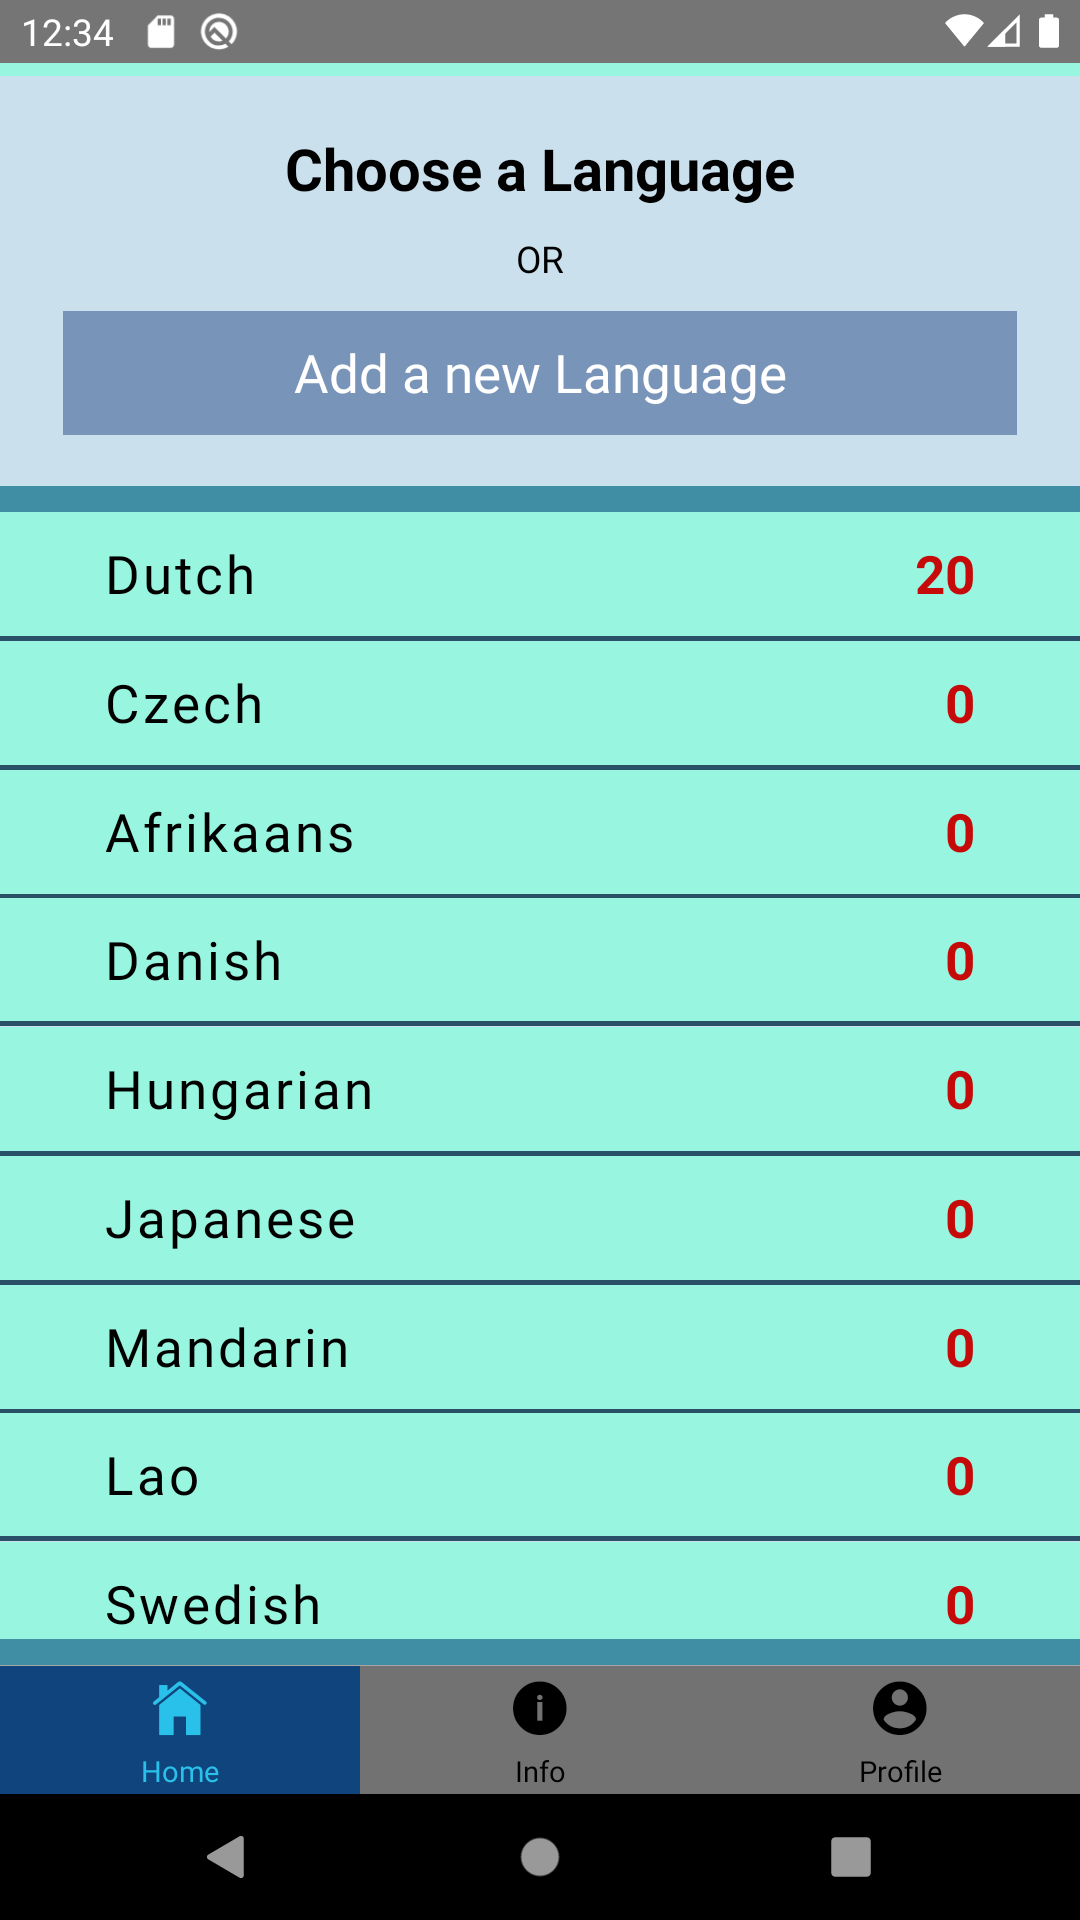 12:34
Choose a Language
OR
Add a new Language
Dutch 20
Czech 0
Afrikaans 0
Danish 0
Hungarian 0
Japanese 0
Mandarin 0
Lao 0
Swedish 0
Home Info Profile